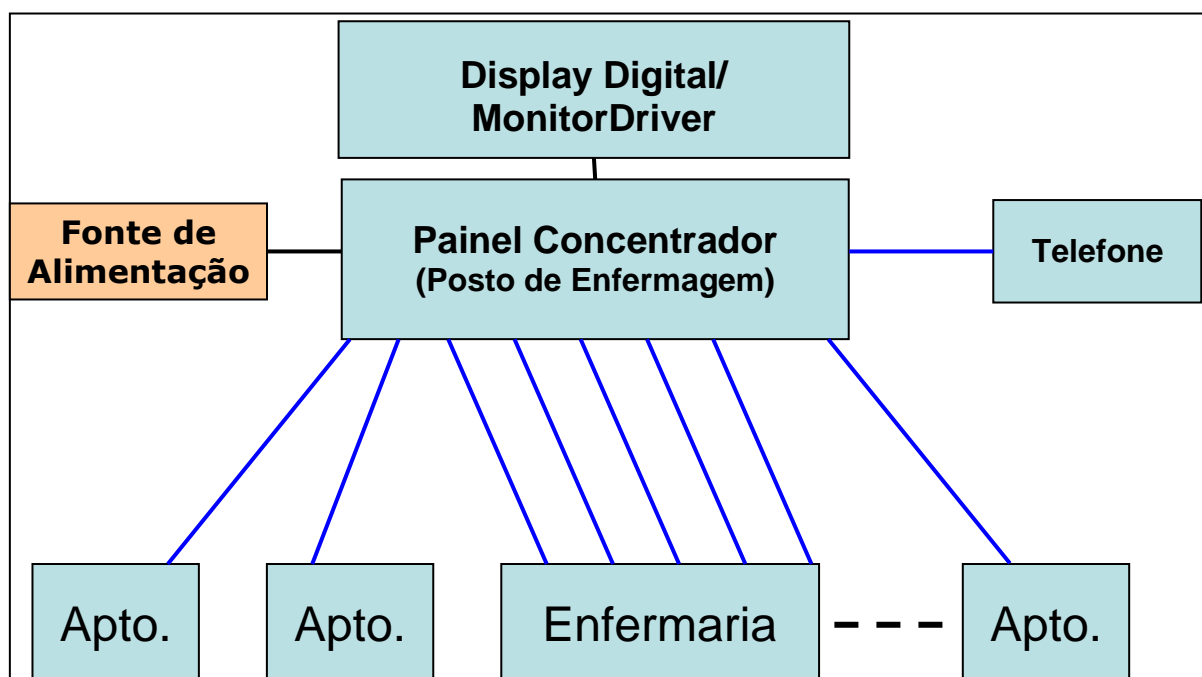 Display Digital/
MonitorDriver
Fonte de
Alimentação
Painel Concentrador
(Posto de Enfermagem)
Telefone
Apto.
Apto.
Enfermaria
Apto.